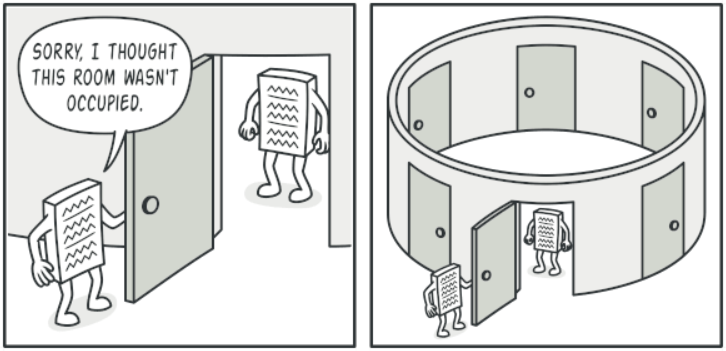 SORRY, I THOUGHT
THIS ROOM WASN'T
OCCUPIED.